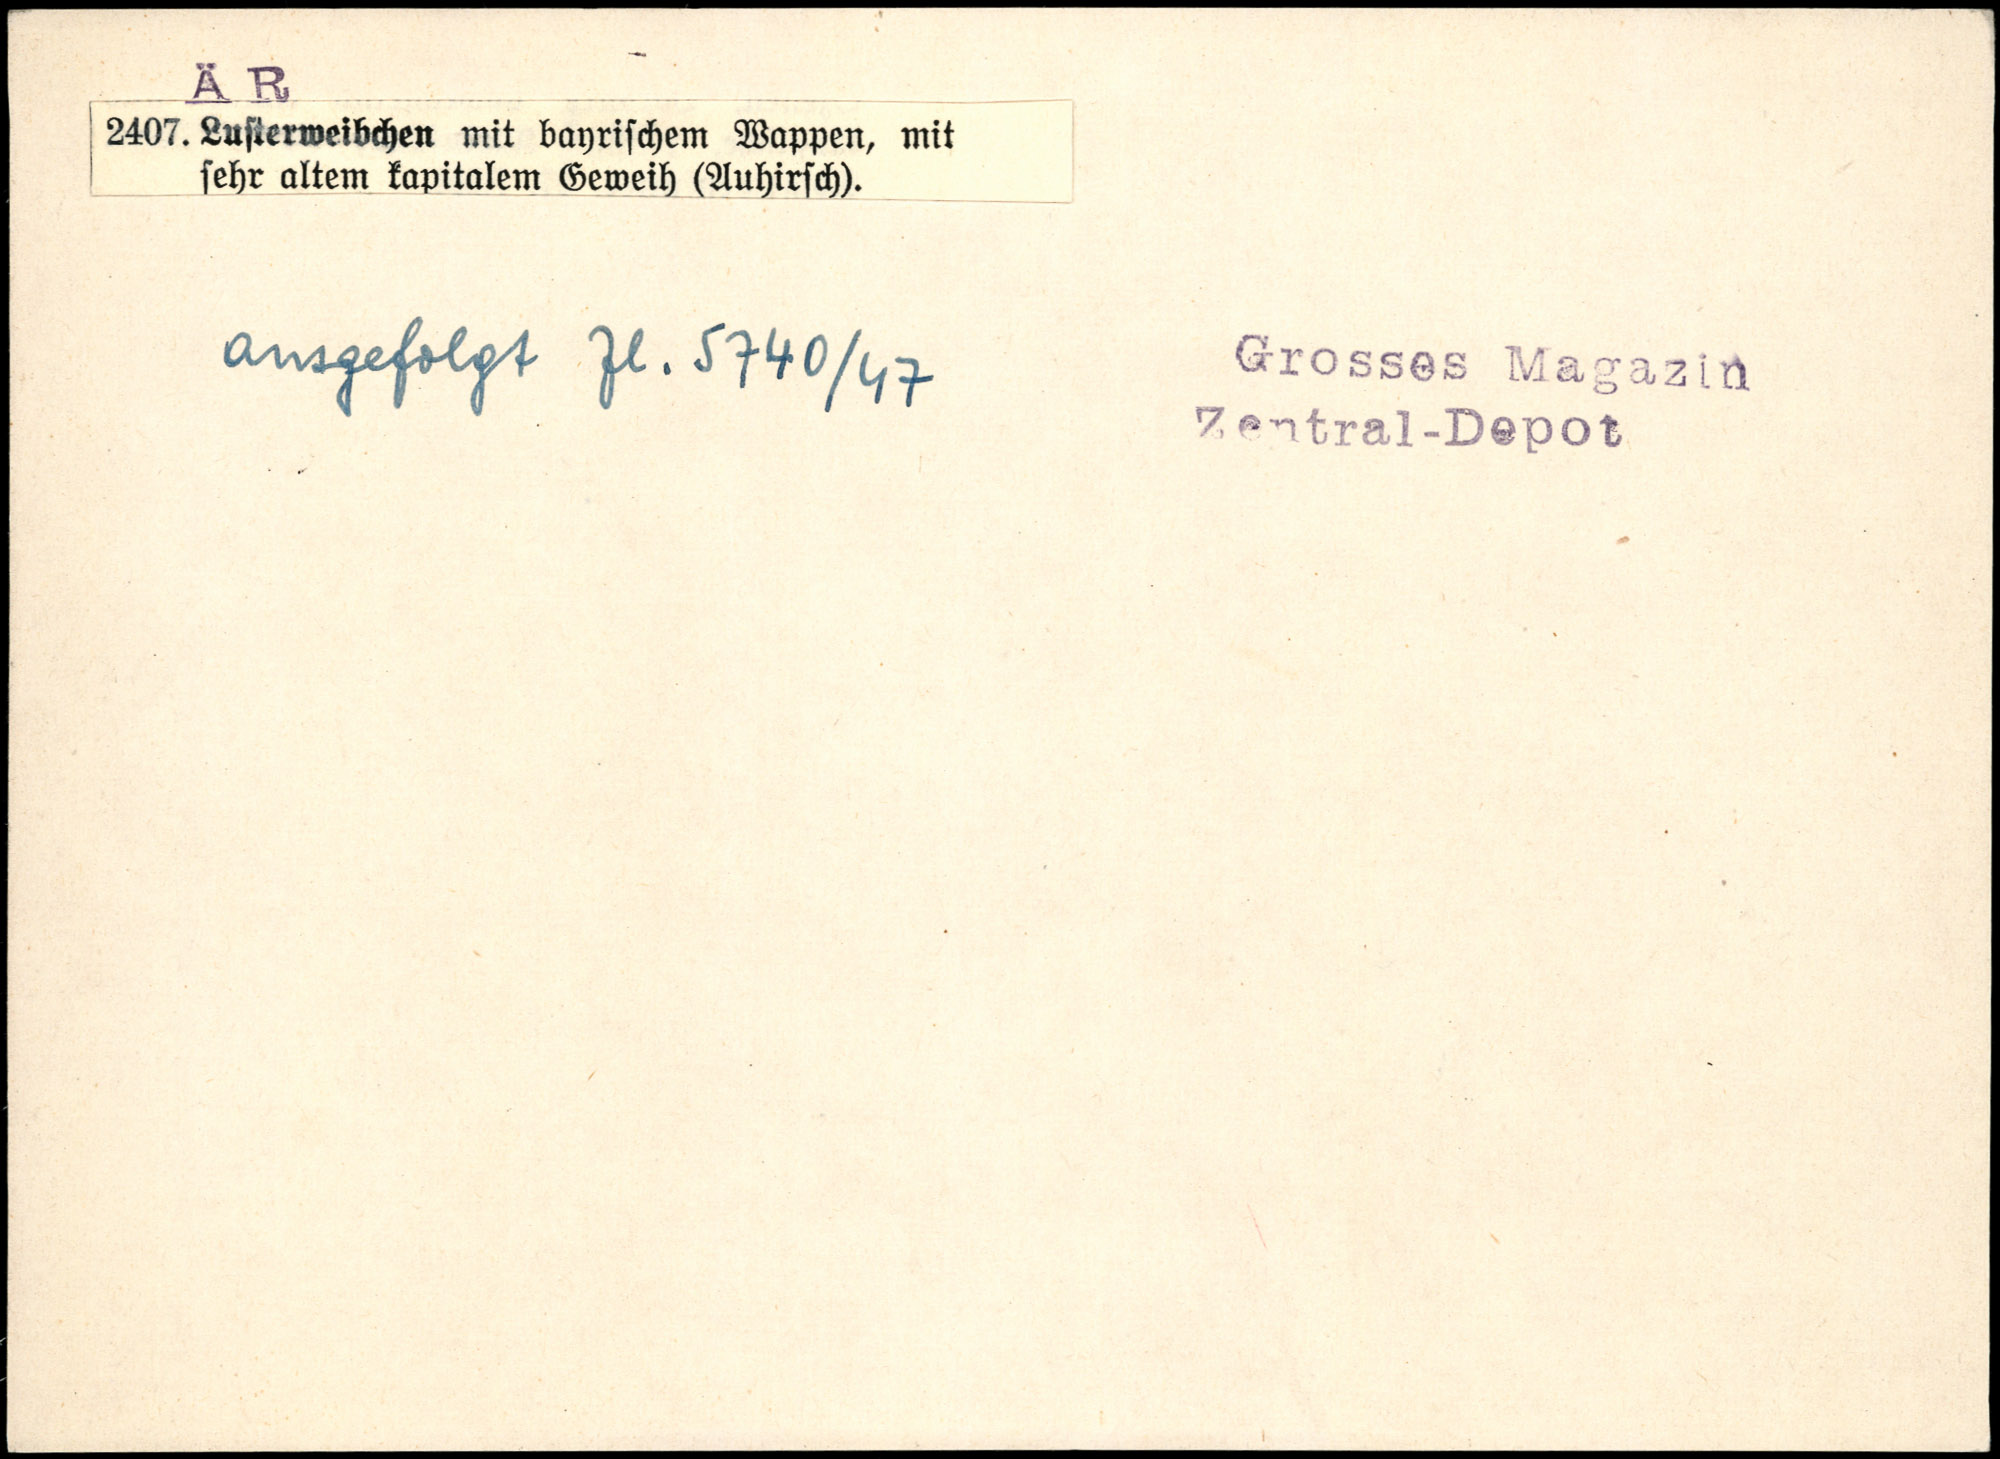 ÄR
2407. Lusterweibchen mit bayrischem Wappen, mit
sehr altem kapitalem Geweih (Auhirsch).
ausgefolgt Zl. 5740/47
Grosses Magazin
Zentral-Depot